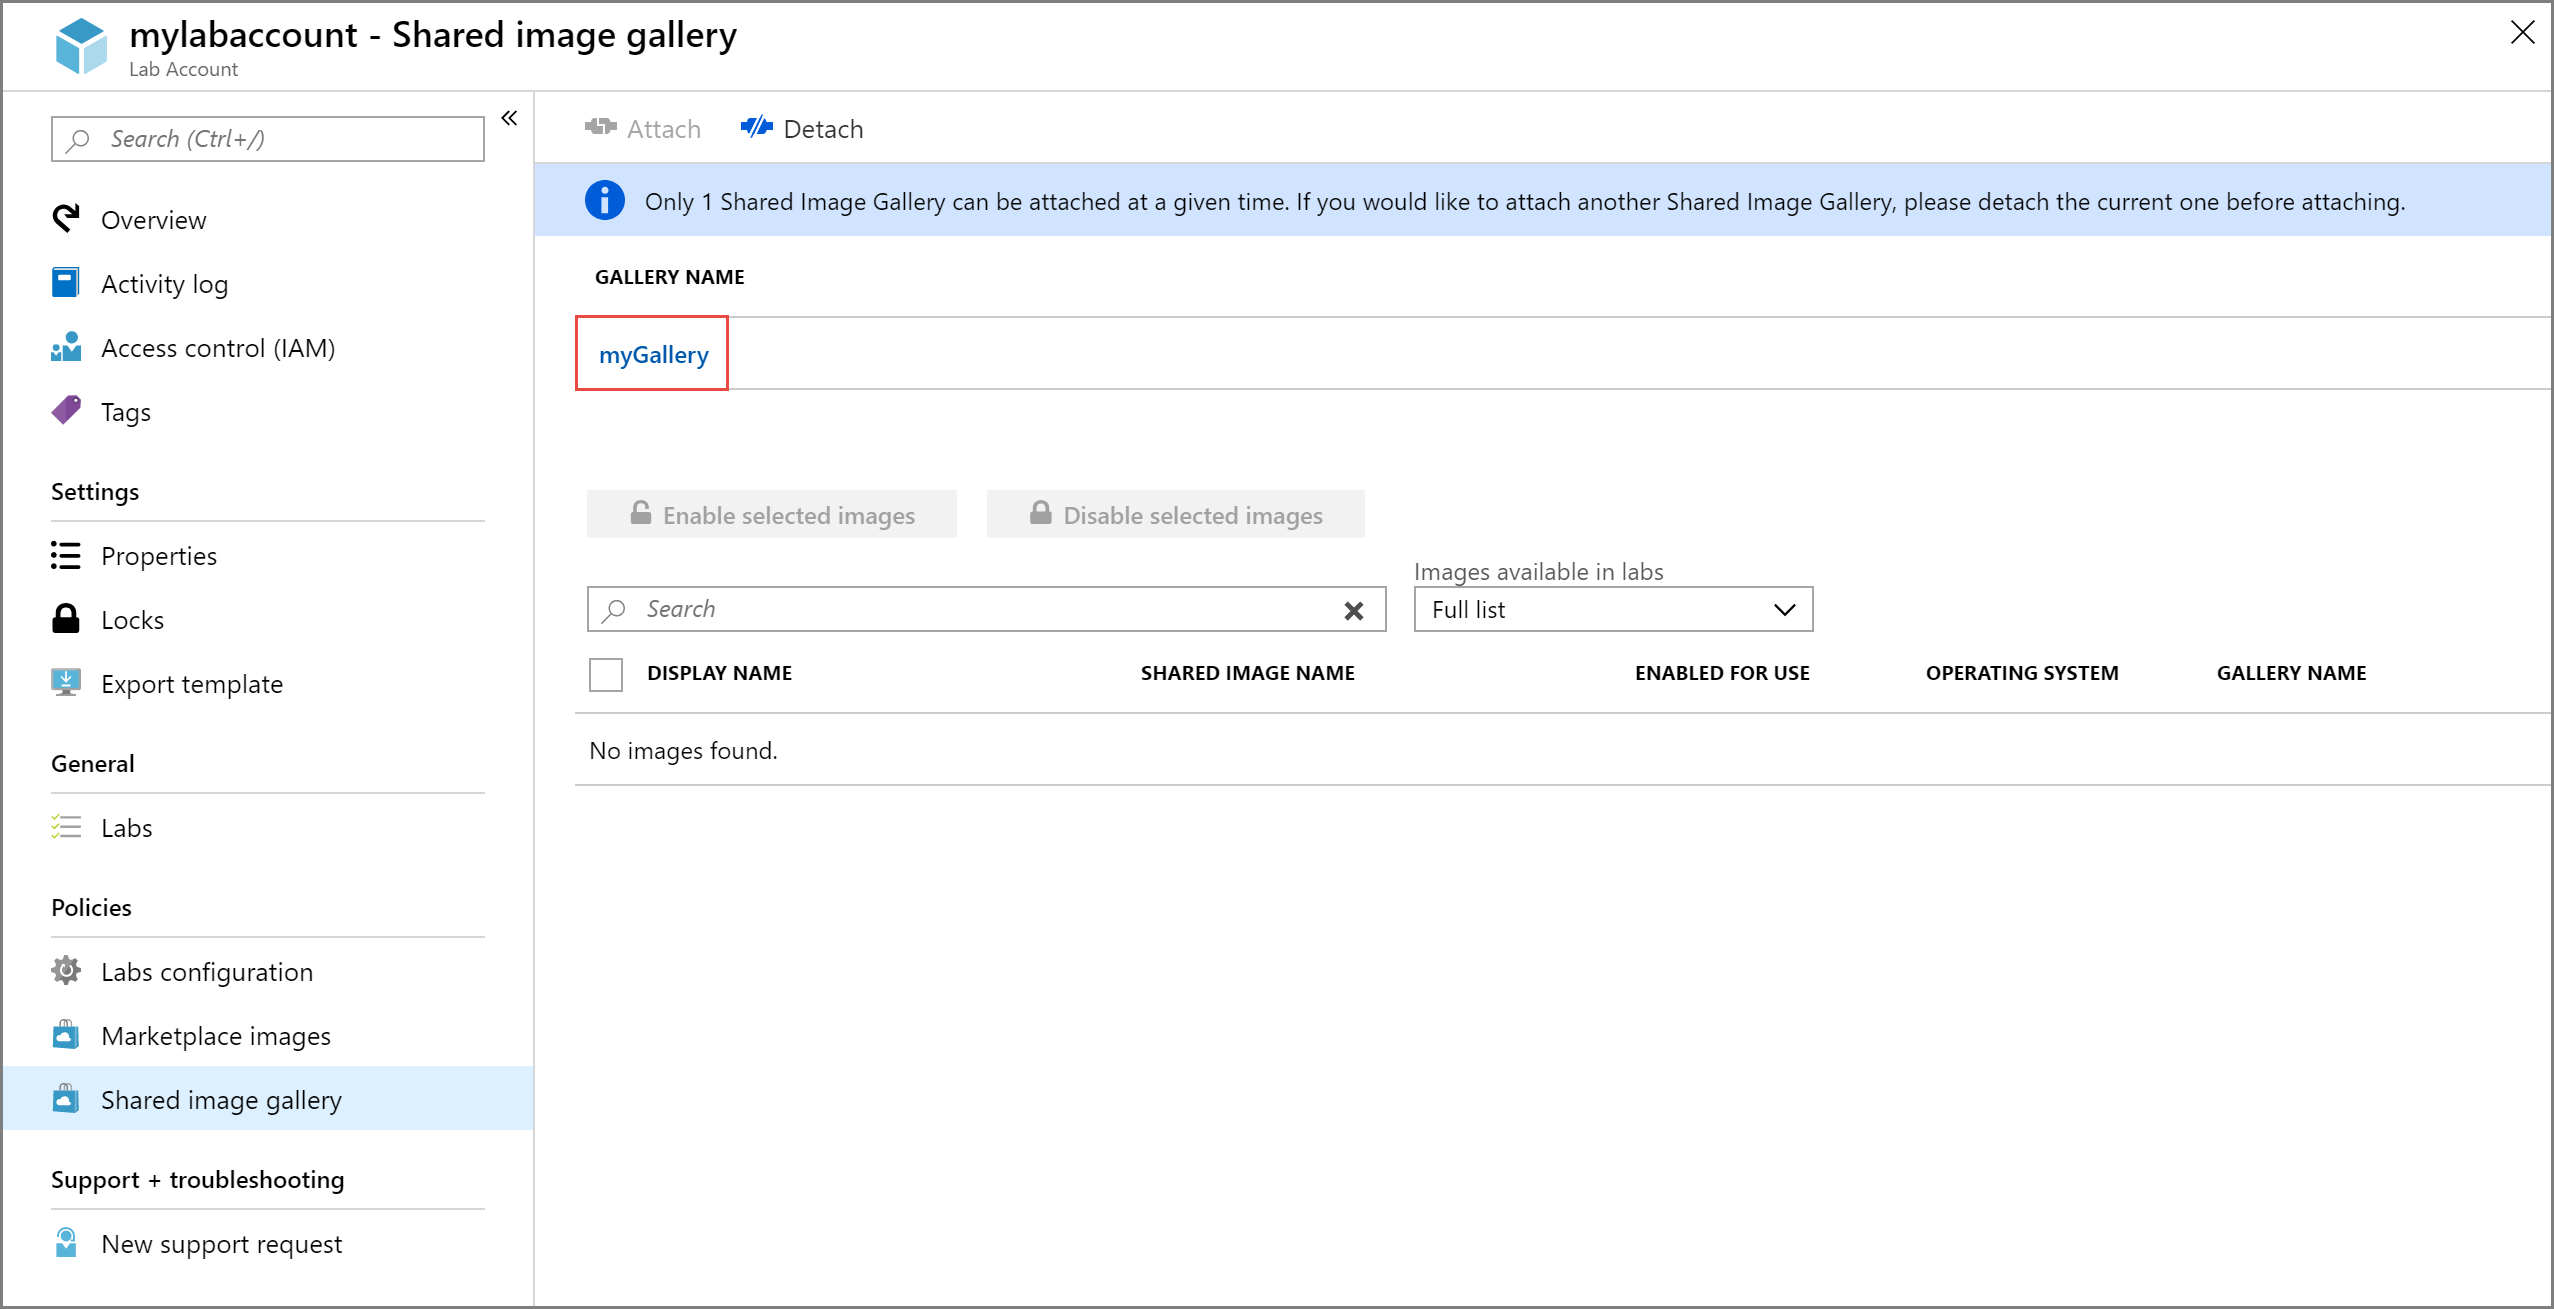 mylabaccount - Shared image gallery
Lab Account
Search (Ctrl+/)
Overview
Activity log
Access control (IAM)
Tags
Settings
Properties
Locks
Export template
General
Labs
Policies
Labs configuration
Marketplace images
Shared image gallery
Support + troubleshooting
New support request
Attach Detach
Only 1 Shared Image Gallery can be attached at a given time. If you would like to attach another Shared Image Gallery, please detach the current one before attaching.
GALLERY NAME
myGallery
Enable selected images Disable selected images
Images available in labs
Search Full list
DISPLAY NAME SHARED IMAGE NAME ENABLED FOR USE OPERATING SYSTEM GALLERY NAME
No images found.